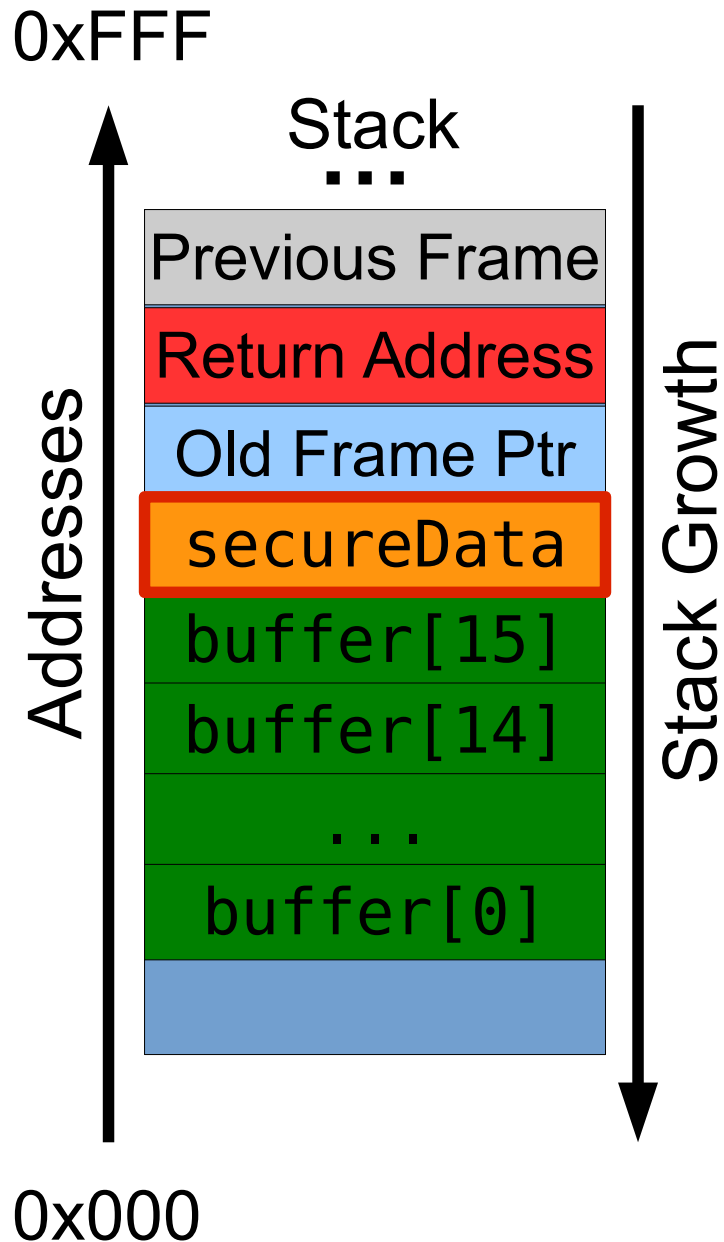 0xFFF
Stack
...
Previous Frame
Return Address
Old Frame Ptr
secureData
buffer[15]
buffer[14]
...
buffer[0]
Addresses
Stack Growth
0x000